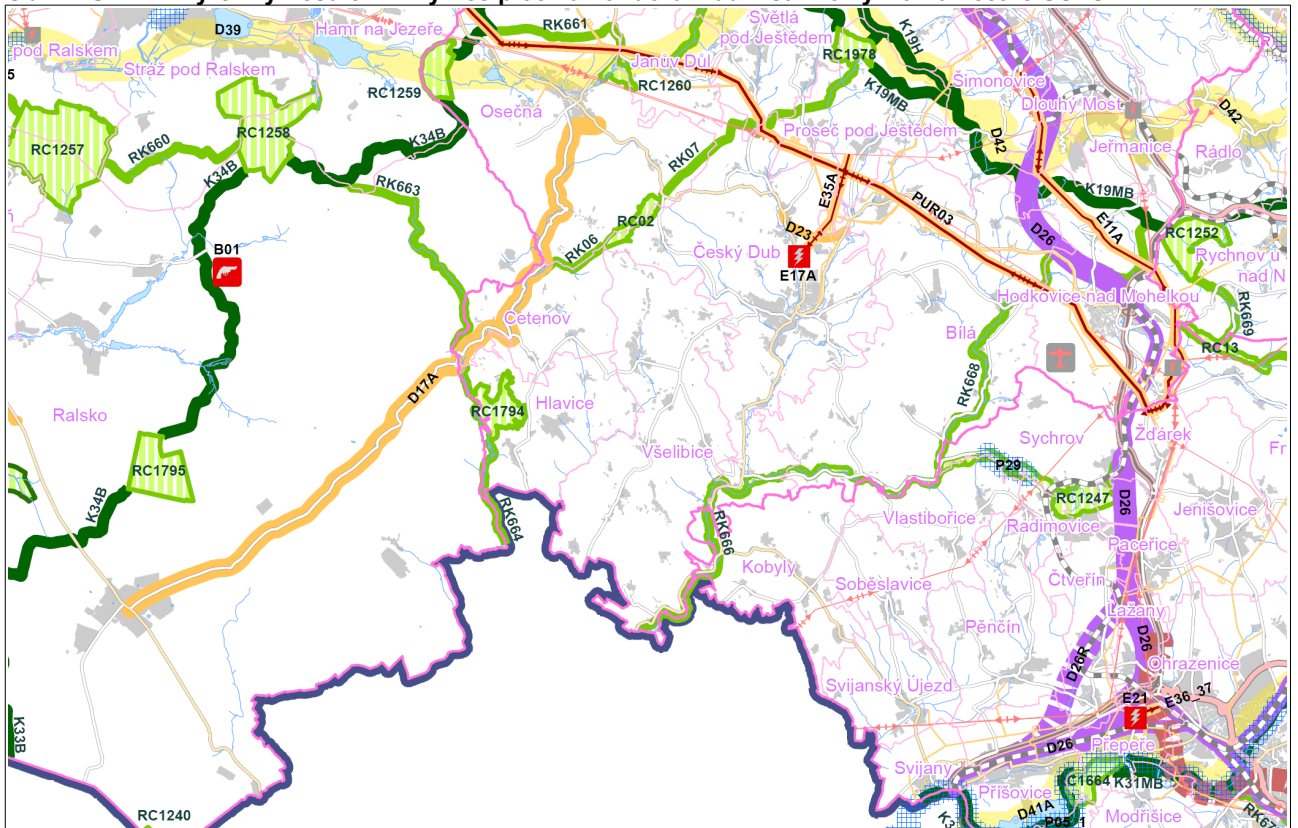 D39
Hamr na Jezeře
RK661
Světlá
pod Ještědem
K19H
pod Ralskem
Stráž pod Ralskem
RC1259
Janův Důl
RC1260
RC1978
K19MB
Šimonovice
Dlouhý Most
D42
5
Osečná
RC1258
K34B
Proseč pod Ještědem
D42
Jeřmanice
Rádlo
RC1257
RK660
K34B
RK663
RK07
E35A
PUR03
K19MB
E11A
RC02
RK06
D23
D26
RC1252
Rychnov u
nad N
B01
Český Dub
E17A
Hodkovice nad Mohelkou
RK669
Cetenov
Bílá
RC13
D17A
RK668
Ralsko
RC1794
Hlavice
Sychrov
Žďárek
Fr
Všelibice
RC1795
P29
K34B
RC1247
D26
RK664
RK666
Vlastibořice
Radimovice
Jenišovice
Paceřice
Kobyly
Soběslavice
Čtveřín
Lažany
Pěnčín
D26R
D26
Ohrazenice
Svijanský Újezd
E21
E36_37
K33B
D26
Přepeře
Svijany
RC1664
K31MB
Příšovice
D41A
RC1240
P05_1
Modřišice
RK67